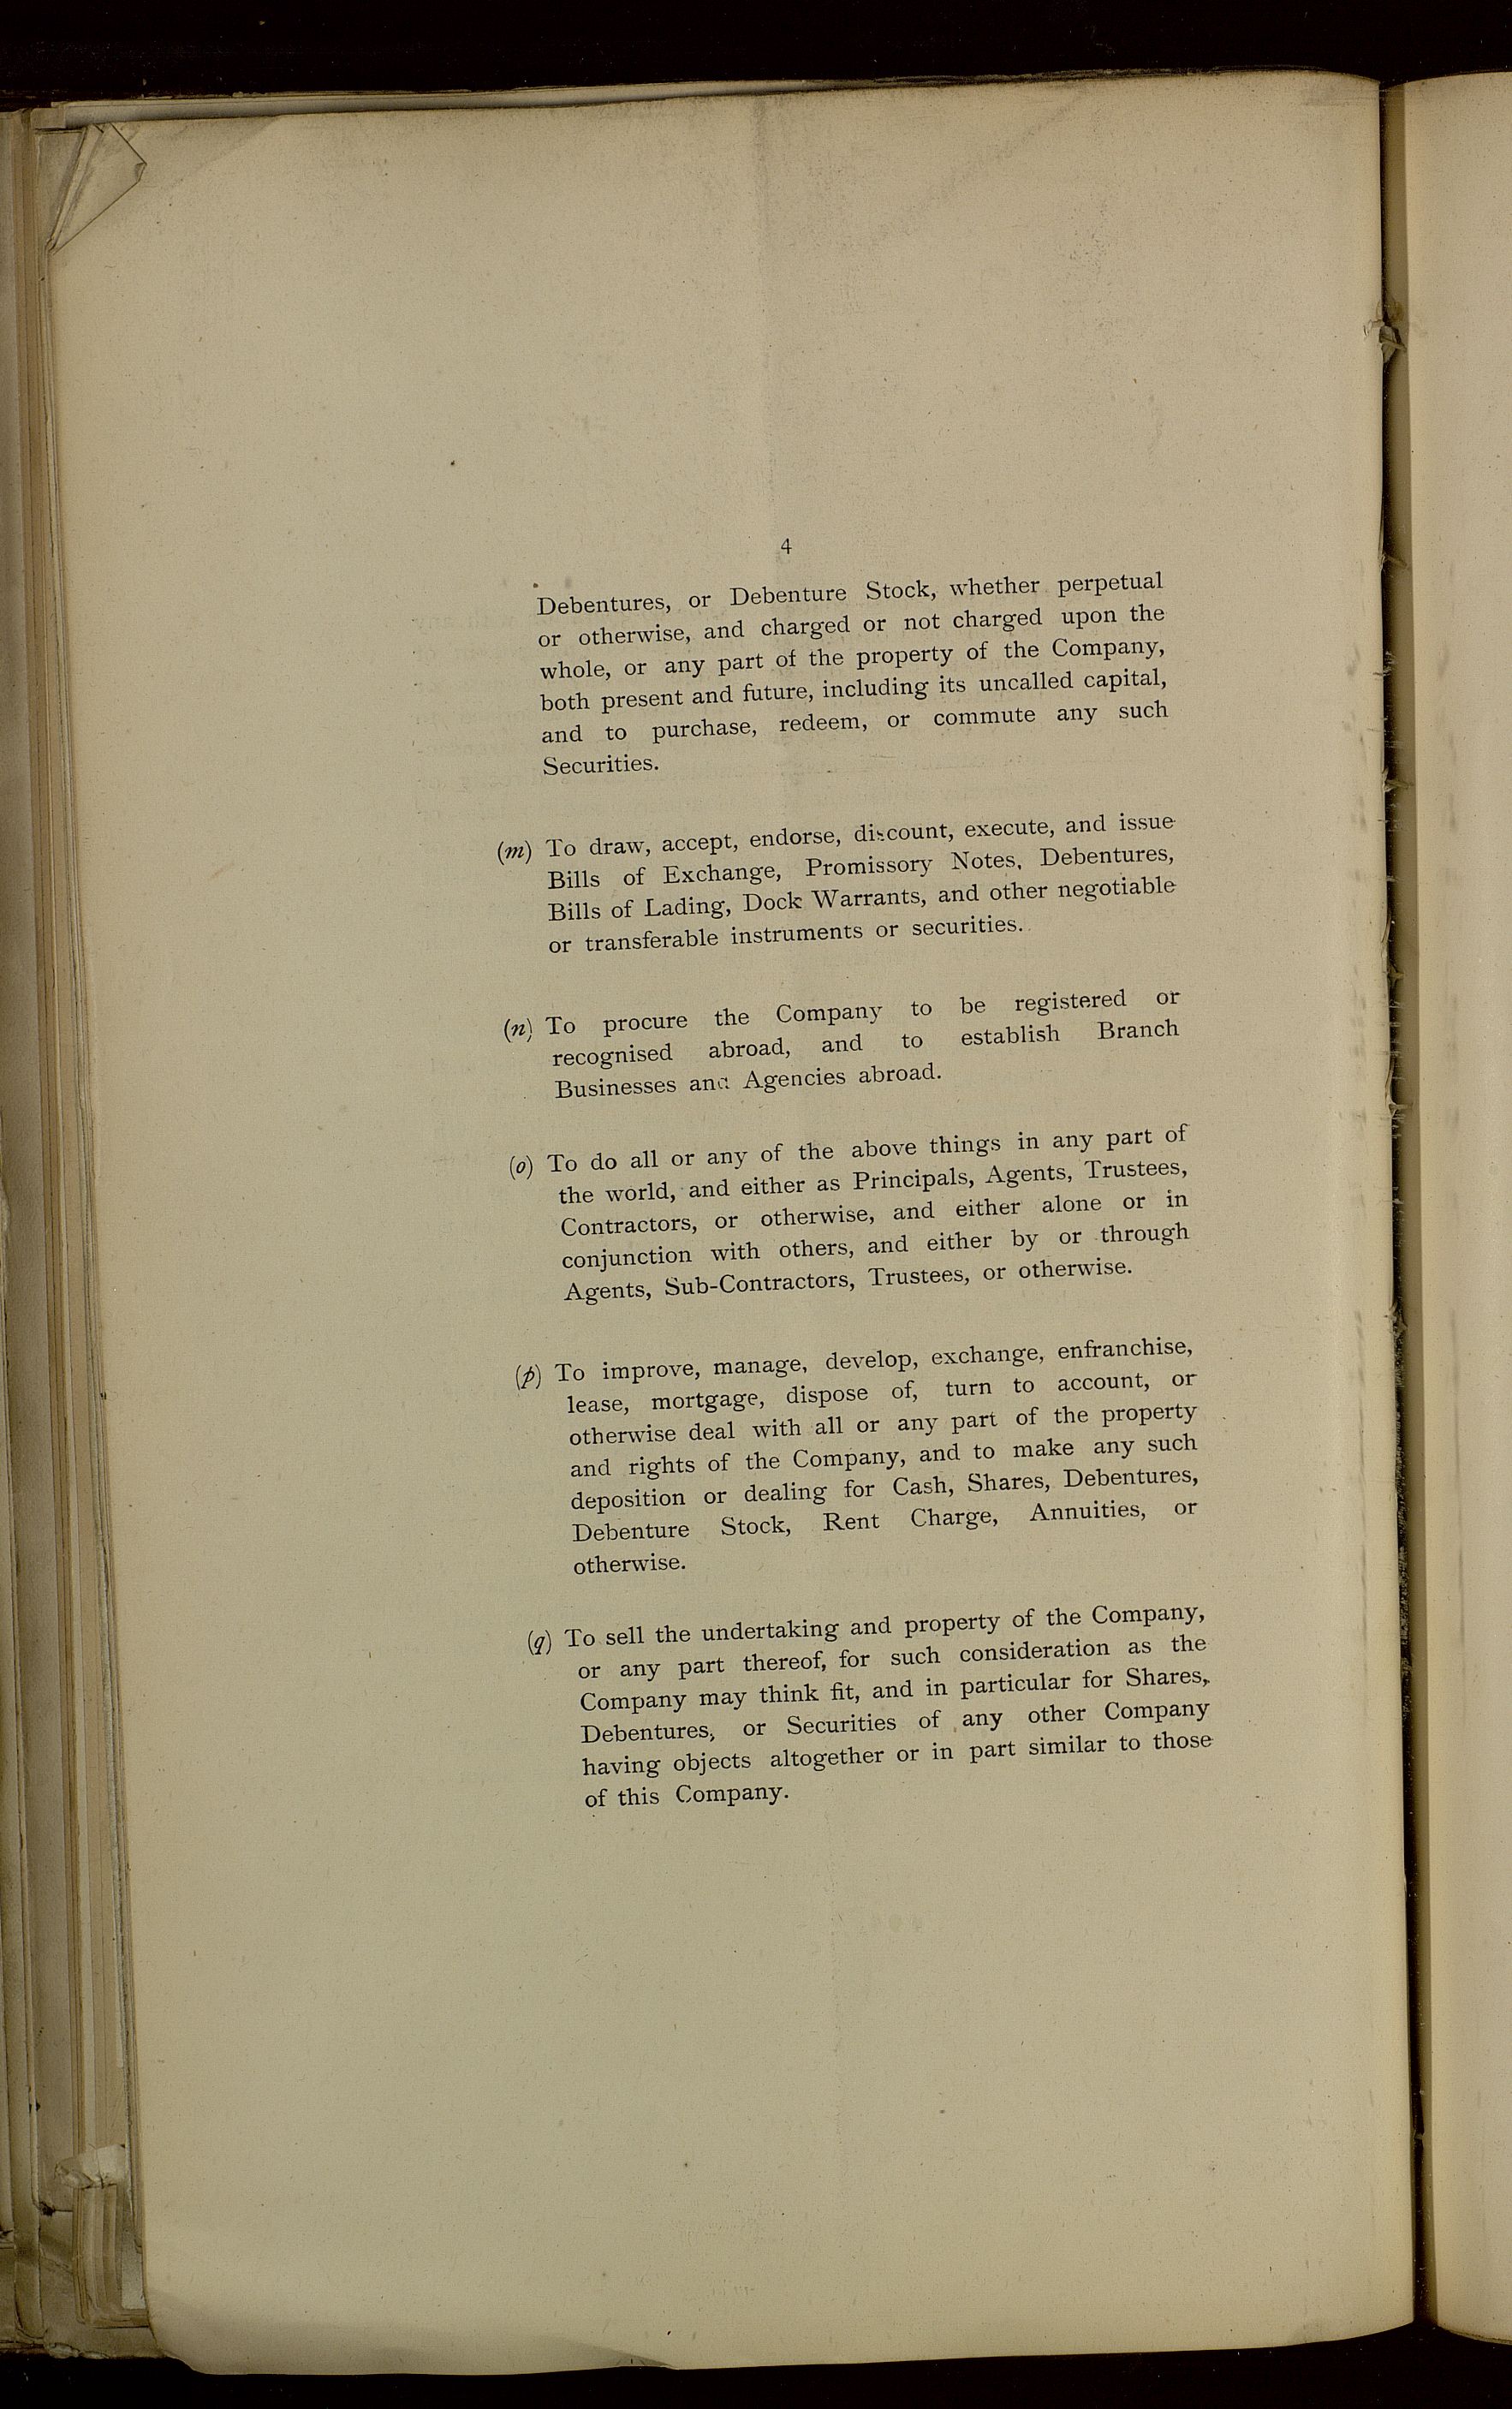 4
Debentures, or Debenture Stock, whether perpetual
or otherwise, and charged or not charged upon the
whole, or any part of the property of the Company,
both present and future, including its uncalled capital,
and to purchase, redeem, or commute any such
Securities.
(m) To draw, accept, endorse, discount, execute, and issue
Bills of Exchange, Promissory Notes, Debentures,
Bills of Lading, Dock Warrants, and other negotiable
or transferable instruments or securities.
(n) To procure the Company to be registered or
recognised abroad, and to establish Branch
Businesses and Agencies abroad.
(o) To do all or any of the above things in any part of
the world, and either as Principals, Agents, Trustees,
Contractors, or otherwise, and either alone or in
conjunction with others, and either by or through
Agents, Sub-Contractors, Trustees, or otherwise.
(p) To improve, manage, develop, exchange, enfranchise,
lease, mortgage, dispose of, turn to account, or
otherwise deal with all or any part of the property
and rights of the Company, and to make any such
deposition or dealing for Cash, Shares, Debentures,
Debenture Stock, Rent Charge, Annuities, or
otherwise.
(q) To sell the undertaking and property of the Company,
or any part thereof, for such consideration as the
Company may think fit, and in particular for Shares,
Debentures, or Securities of any other Company
having objects altogether or in part similar to those
of this Company.